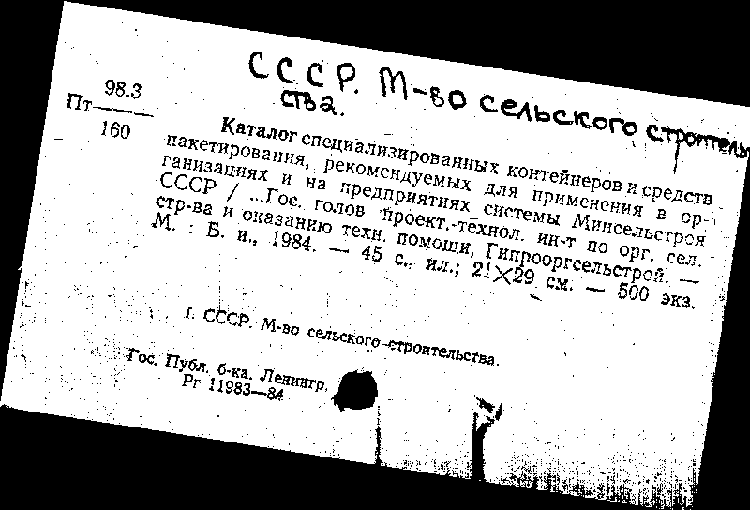 СССР. М-во сельского строитель
ства.
98.3
Пт
160
Каталог специализированных контейнеров и средств
пакетирования, рекомендуемых для применения в ор-
ганизациях и на предприятиях системы Минсельстроя
СССР / ...Гос. голов проект.-технол. ин-т по орг. сел.
стр-ва и оказанию техн. помощи, Гипрооргсельстрой. —
М. : Б. и., 1984. — 45 с., ил.; 21×29 см. — 500 экз.
I. СССР. М-во сельского строительства.
Гос. Публ. б-ка. Ленингр.
Pг 11983—84